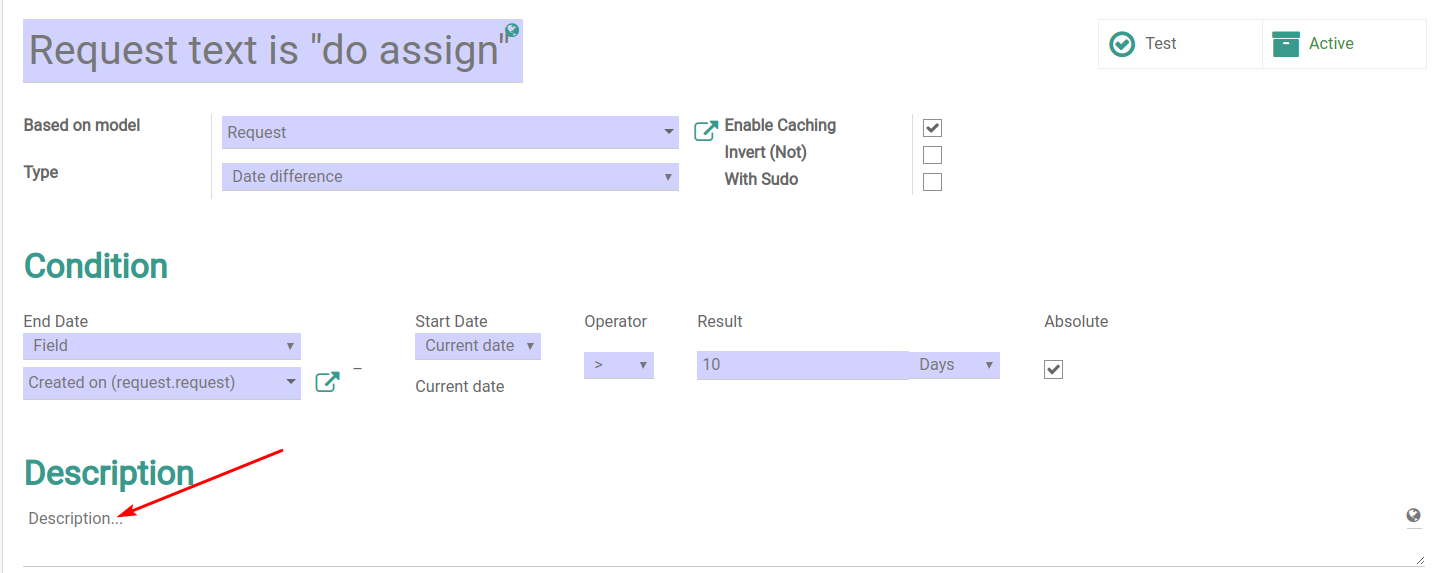 Request text is "do assign"
Test
Active
Based on model
Request
Enable Caching
Invert (Not)
Type
Date difference
With Sudo
Condition
End Date
Start Date
Operator
Result
Absolute
Field
Current date
>
10
Days
Created on (request.request)
–
Current date
Description
Description...